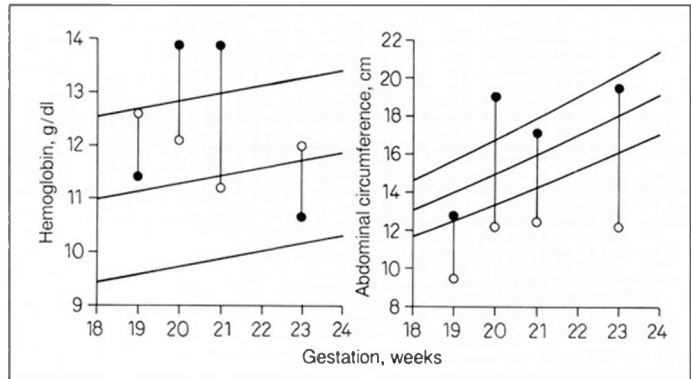 14
13
12
11
10
9
Hemoglobin, g/dl
18 19 20 21 22 23 24
22
20
18
16
14
12
10
8
Abdominal circumference, cm
18 19 20 21 22 23 24
Gestation, weeks